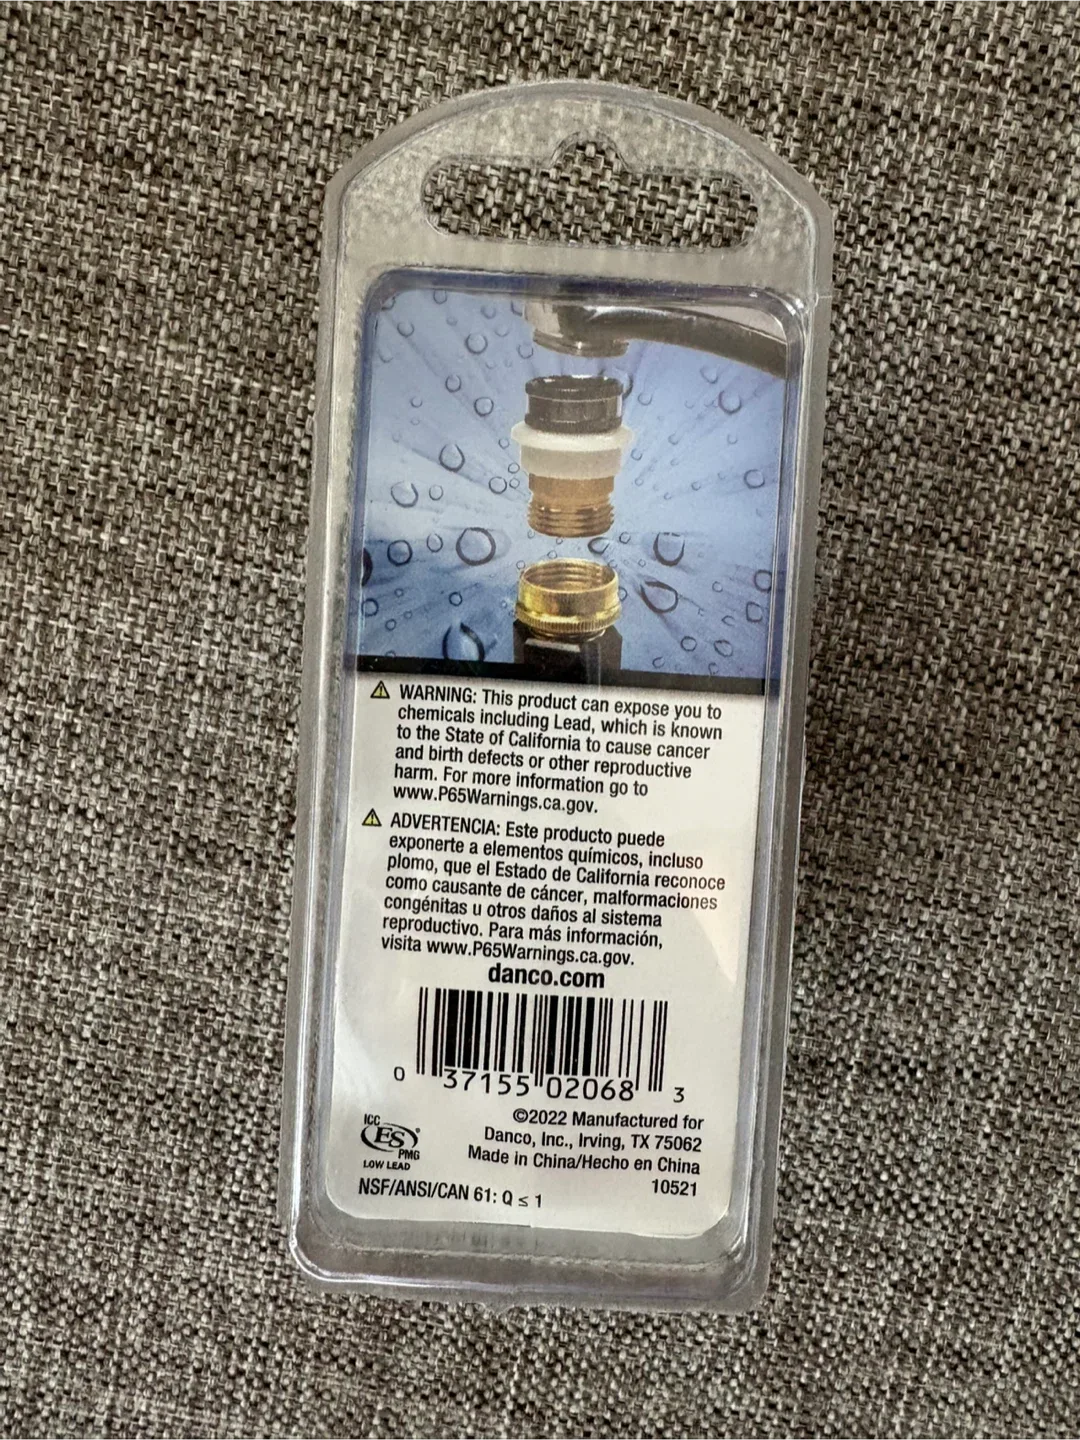 WARNING: This product can expose you to
chemicals including Lead, which is known
to the State of California to cause cancer
and birth defects or other reproductive
harm. For more information go to
www.P65Warnings.ca.gov.
ADVERTENCIA: Este producto puede
exponerte a elementos químicos, incluso
plomo, que el Estado de California reconoce
como causante de cáncer, malformaciones
congénitas u otros daños al sistema
reproductivo. Para más información,
visita www.P65Warnings.ca.gov.
danco.com
0 37155 02068 3
©2022 Manufactured for
Danco, Inc., Irving, TX 75062
Made in China/Hecho en China
10521
ICC
ES®
PMG
LOW LEAD
NSF/ANSI/CAN 61: Q ≤ 1